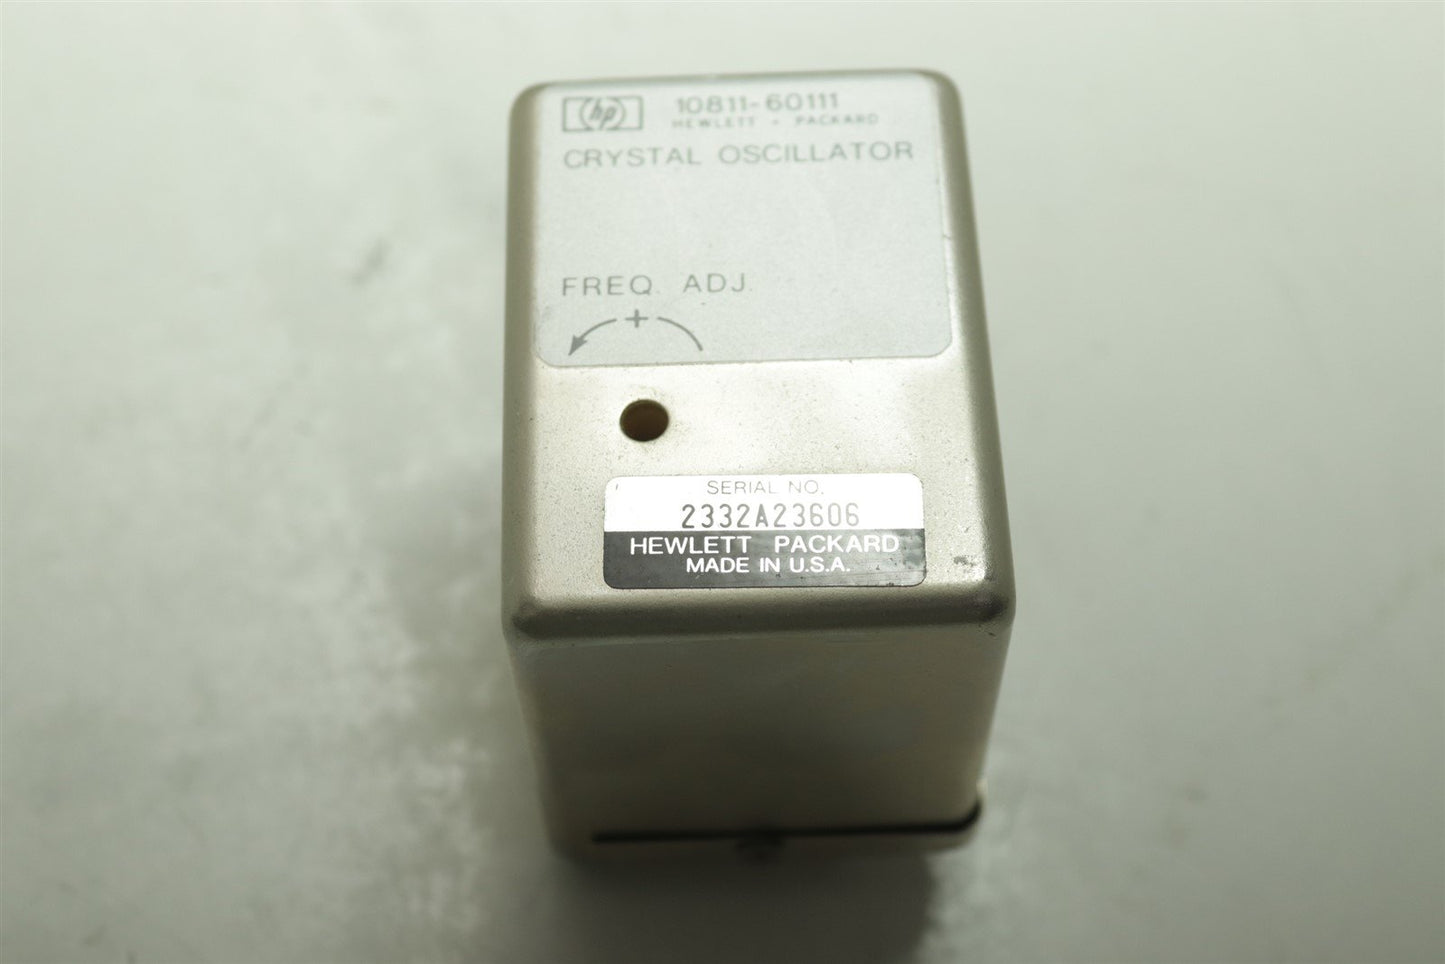 hp 10811-60111
HEWLETT • PACKARD
CRYSTAL OSCILLATOR
FREQ. ADJ.
+
SERIAL NO.
2332A23606
HEWLETT PACKARD
MADE IN U.S.A.